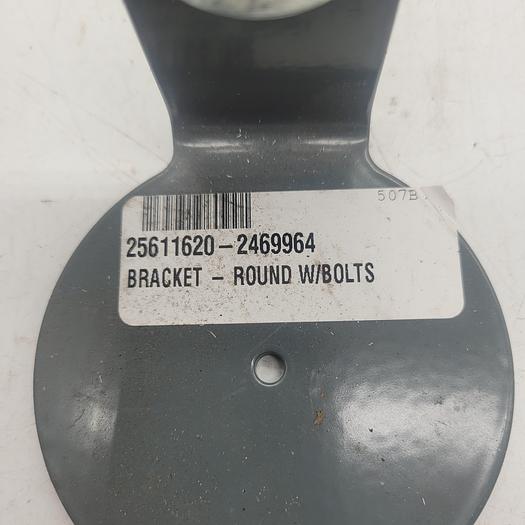 507B
25611620-2469964
BRACKET - ROUND W/BOLTS